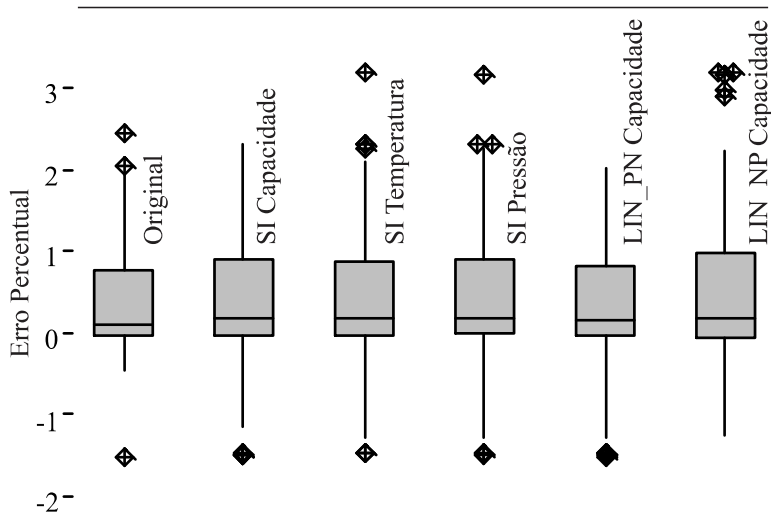 Erro Percentual
3
2
1
0
-1
-2
Original
SI Capacidade
SI Temperatura
SI Pressão
LIN_PN Capacidade
LIN_NP Capacidade